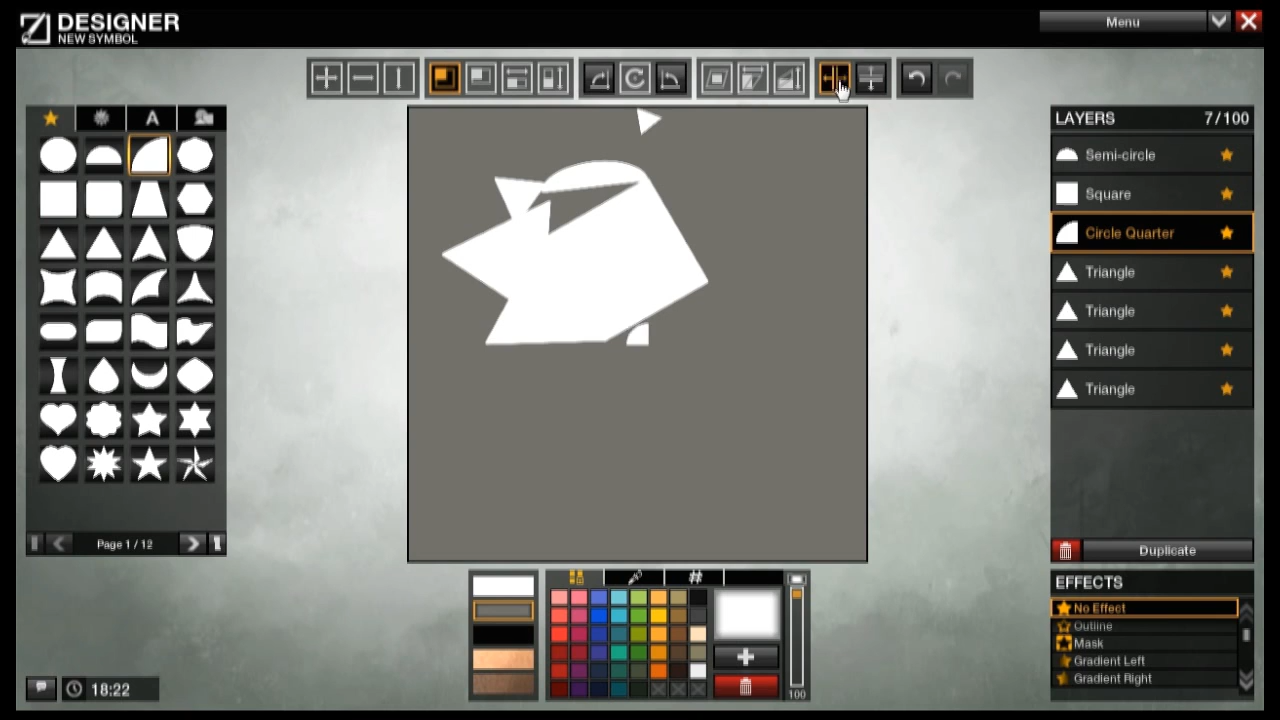 DESIGNER
NEW SYMBOL
Menu
A
LAYERS 7/100
Semi-circle
Square
Circle Quarter
Triangle
Triangle
Triangle
Triangle
Page 1 / 12
Duplicate
#
EFFECTS
No Effect
Outline
Mask
Gradient Left
Gradient Right
100
18:22